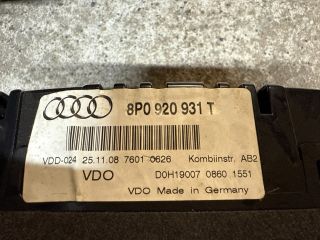 8P0 920 931 T
VDD-024 25.11.08 7601 0626 Kombiinstr. AB2
VDO D0H19007 0860 1551
VDO Made in Germany